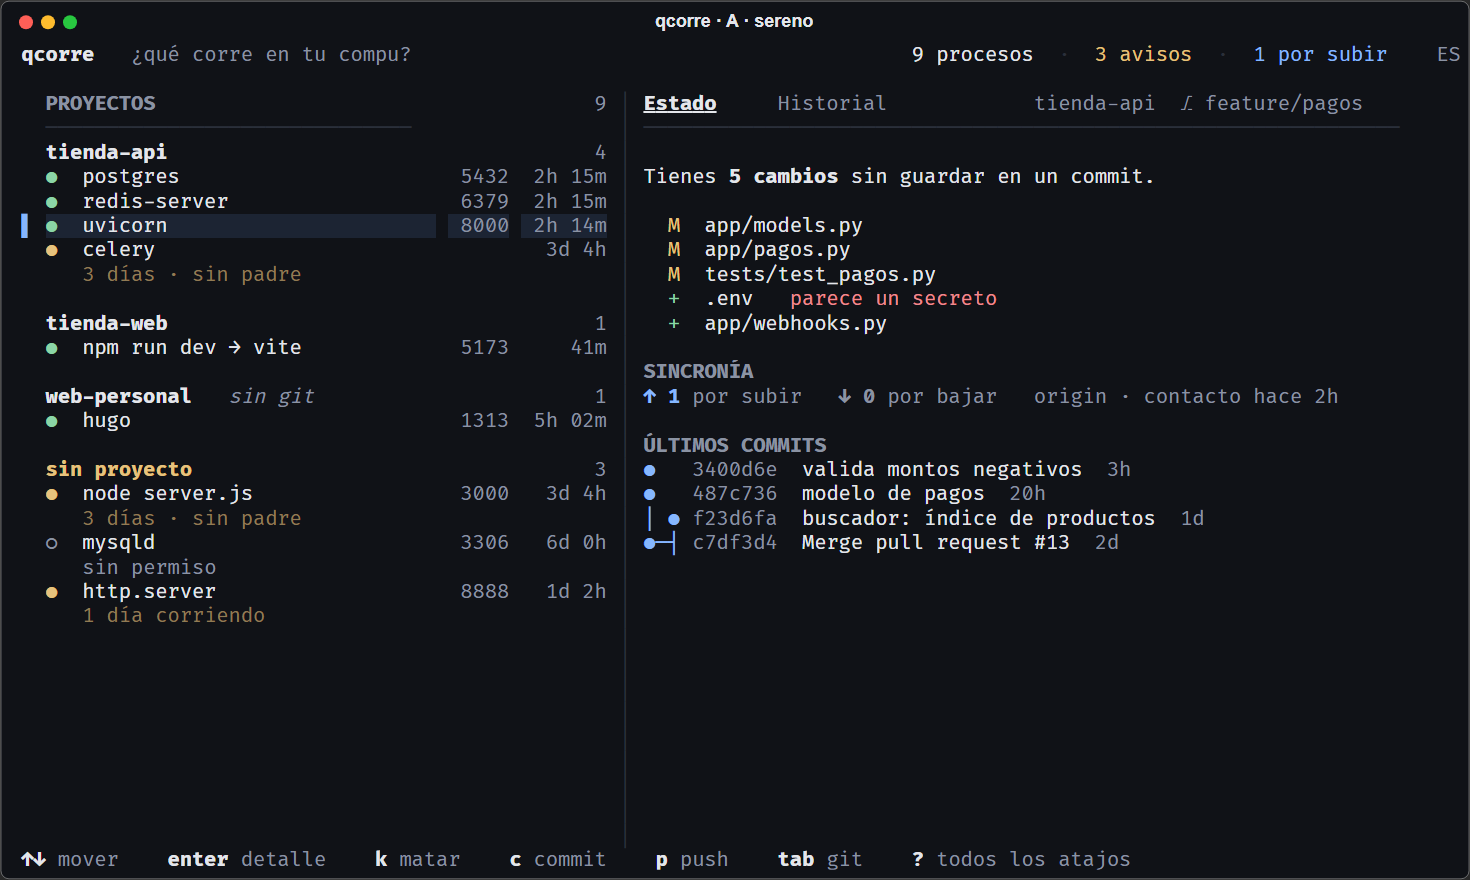 qcorre · A · sereno
qcorre ¿qué corre en tu compu? 9 procesos · 3 avisos · 1 por subir ES
PROYECTOS 9
tienda-api 4
● postgres 5432 2h 15m
● redis-server 6379 2h 15m
● uvicorn 8000 2h 14m
● celery 3d 4h
3 días · sin padre
tienda-web 1
● npm run dev → vite 5173 41m
web-personal sin git 1
● hugo 1313 5h 02m
sin proyecto 3
● node server.js 3000 3d 4h
3 días · sin padre
○ mysqld 3306 6d 0h
sin permiso
● http.server 8888 1d 2h
1 día corriendo
Estado Historial tienda-api ⎇ feature/pagos
Tienes 5 cambios sin guardar en un commit.
M app/models.py
M app/pagos.py
M tests/test_pagos.py
+ .env parece un secreto
+ app/webhooks.py
SINCRONÍA
↑ 1 por subir ↓ 0 por bajar origin · contacto hace 2h
ÚLTIMOS COMMITS
● 3400d6e valida montos negativos 3h
● 487c736 modelo de pagos 20h
│ ● f23d6fa buscador: índice de productos 1d
●─┤ c7df3d4 Merge pull request #13 2d
↑↓ mover enter detalle k matar c commit p push tab git ? todos los atajos